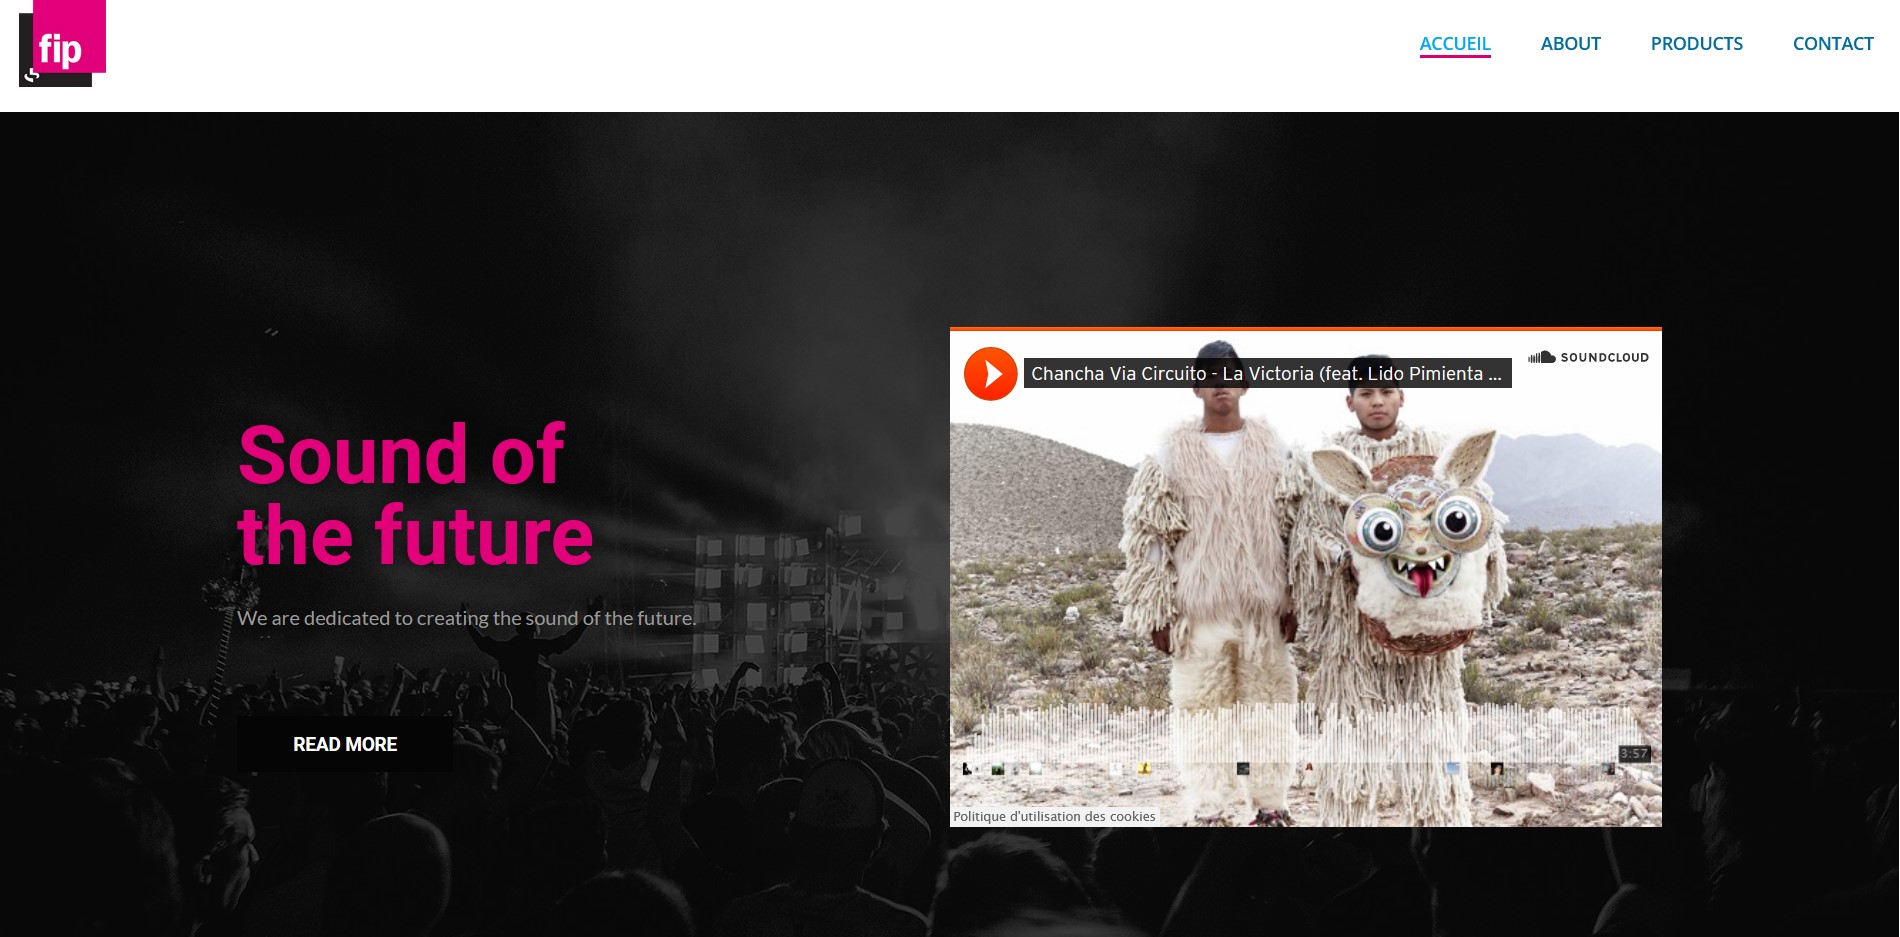 fip
ACCUEIL
ABOUT
PRODUCTS
CONTACT
Sound of
the future
We are dedicated to creating the sound of the future.
READ MORE
Chancha Via Circuito - La Victoria (feat. Lido Pimienta ...
SOUNDCLOUD
3:57
Politique d'utilisation des cookies